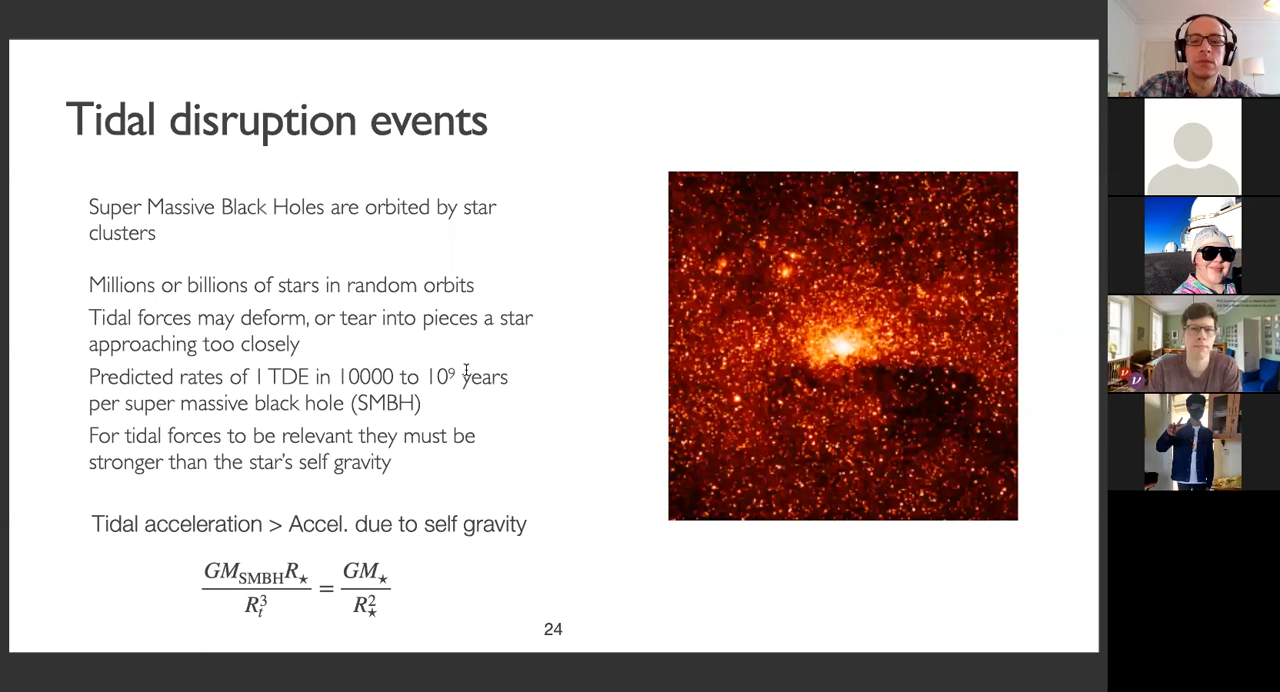 Tidal disruption events
Super Massive Black Holes are orbited by star
clusters
Millions or billions of stars in random orbits
Tidal forces may deform, or tear into pieces a star
approaching too closely
Predicted rates of 1 TDE in 10000 to 10⁹ years
per super massive black hole (SMBH)
For tidal forces to be relevant they must be
stronger than the star's self gravity
Tidal acceleration > Accel. due to self gravity
GM_SMBH R_★ / R_t³ = GM_★ / R_★²
24